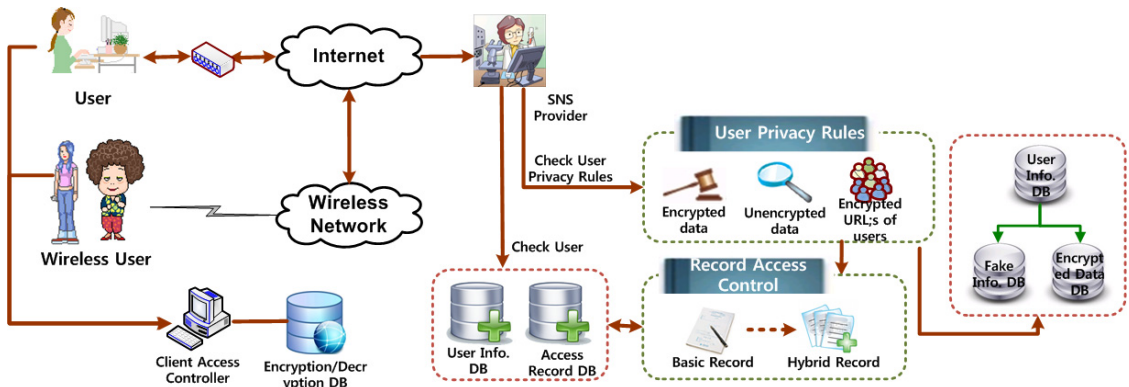 User
Internet
SNS
Provider
Wireless User
Wireless
Network
Check User
Privacy Rules
Check User
User Privacy Rules
Encrypted
data
Unencrypted
data
Encrypted
URL;s of
users
User
Info.
DB
Fake
Info. DB
Encrypt
ed Data
DB
Record Access
Control
Basic Record
Hybrid Record
User Info.
DB
Access
Record DB
Client Access
Controller
Encryption/Decr
yption DB